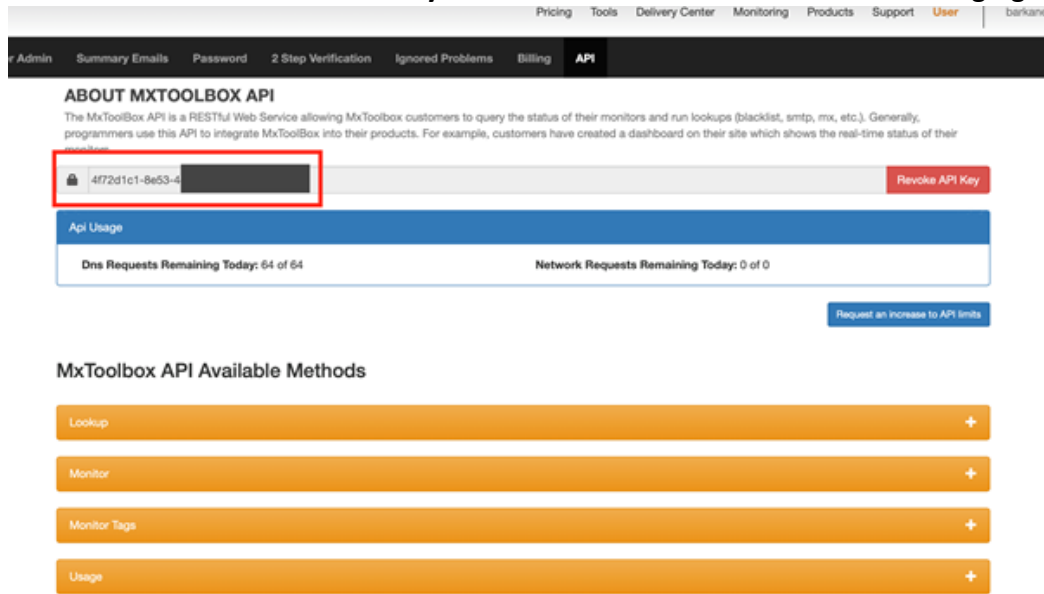 Pricing Tools Delivery Center Monitoring Products Support User barkane
Admin Summary Emails Password 2 Step Verification Ignored Problems Billing API
ABOUT MXTOOLBOX API
The MxToolBox API is a RESTful Web Service allowing MxToolbox customers to query the status of their monitors and run lookups (blacklist, smtp, mx, etc.). Generally,
programmers use this API to integrate MxToolBox into their products. For example, customers have created a dashboard on their site which shows the real-time status of their
monitors.
4f72d1c1-8e53-4
Revoke API Key
Api Usage
Dns Requests Remaining Today: 64 of 64 Network Requests Remaining Today: 0 of 0
Request an increase to API limits
MxToolbox API Available Methods
Lookup +
Monitor +
Monitor Tags +
Usage +